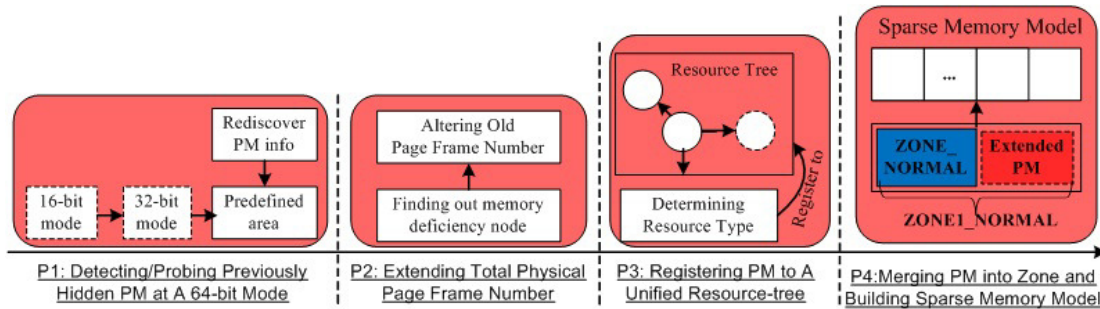 Rediscover
PM info
16-bit
mode
32-bit
mode
Predefined
area
P1: Detecting/Probing Previously
Hidden PM at A 64-bit Mode
Altering Old
Page Frame Number
Finding out memory
deficiency node
P2: Extending Total Physical
Page Frame Number
Resource Tree
Determining
Resource Type
Register to
P3: Registering PM to A
Unified Resource-tree
Sparse Memory Model
...
ZONE_
NORMAL
Extended
PM
ZONE1_NORMAL
P4:Merging PM into Zone and
Building Sparse Memory Model